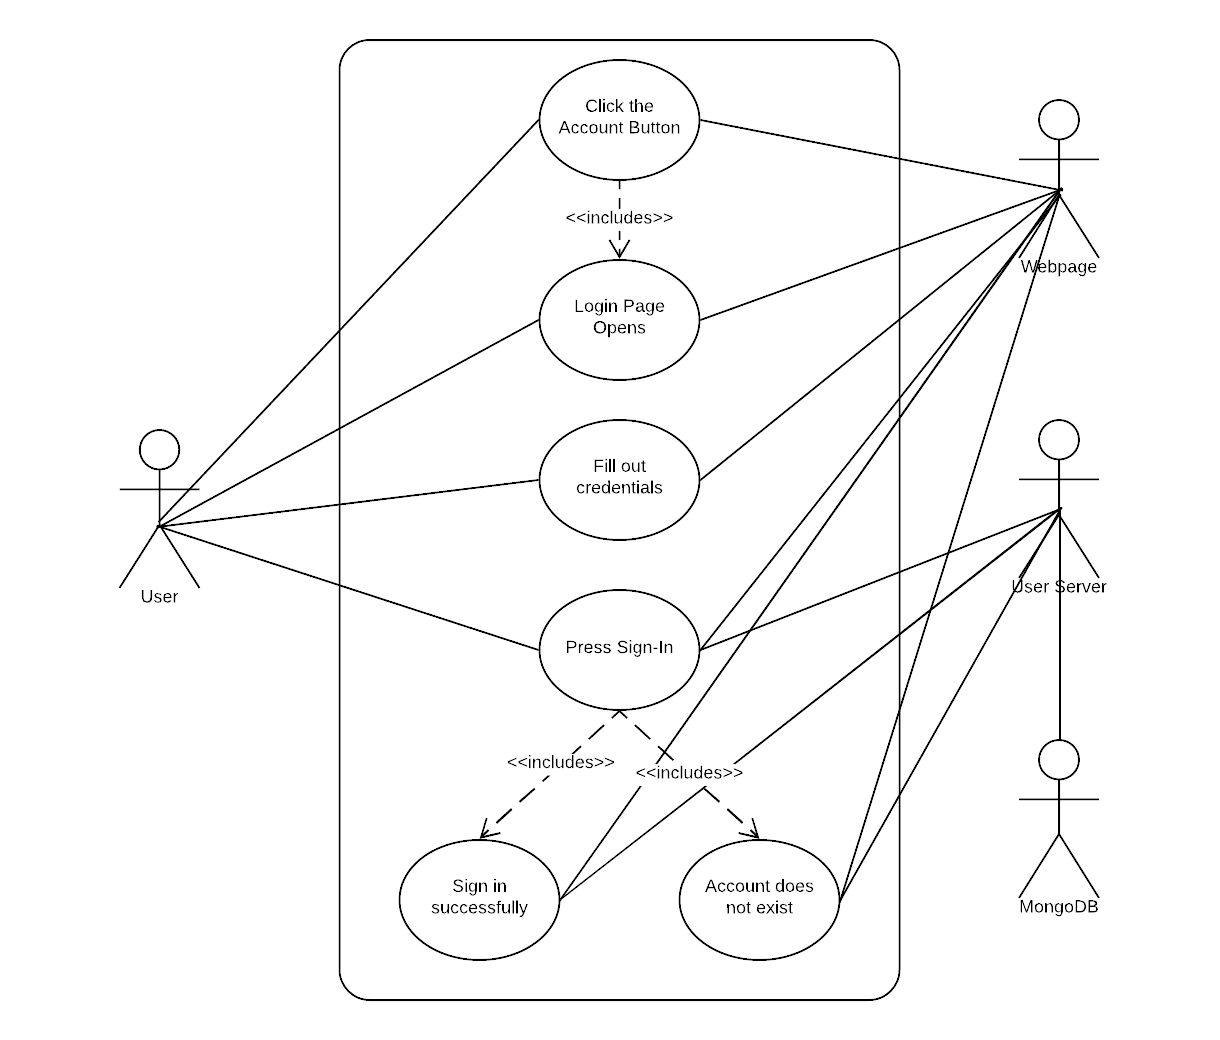 Click the
Account Button
<<includes>>
Webpage
Login Page
Opens
Fill out
credentials
User
User Server
Press Sign-In
<<includes>>
<<includes>>
Sign in
successfully
Account does
not exist
MongoDB